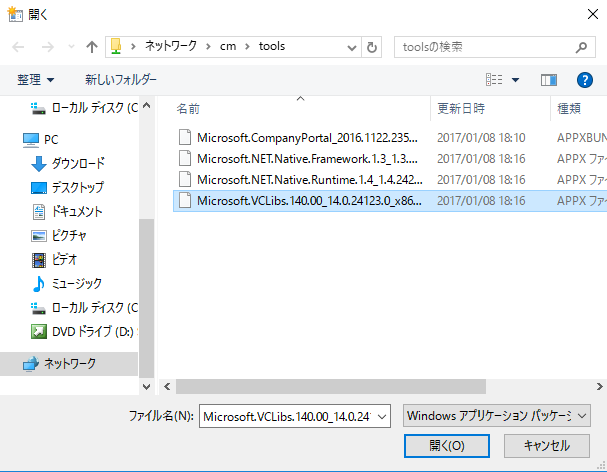 開く
ネットワーク › cm › tools
toolsの検索
整理
新しいフォルダー
名前 更新日時 種類
ローカル ディスク (C
PC
ダウンロード
デスクトップ
ドキュメント
ピクチャ
ビデオ
ミュージック
ローカル ディスク (C
DVD ドライブ (D:)
ネットワーク
Microsoft.CompanyPortal_2016.1122.235... 2017/01/08 18:10 APPXBUN
Microsoft.NET.Native.Framework.1.3_1.3.... 2017/01/08 18:16 APPX ファイ
Microsoft.NET.Native.Runtime.1.4_1.4.242... 2017/01/08 18:16 APPX ファイ
Microsoft.VCLibs.140.00_14.0.24123.0_x86... 2017/01/08 18:16 APPX ファイ
ファイル名(N): Microsoft.VCLibs.140.00_14.0.241
Windows アプリケーション パッケージ
開く(O)
キャンセル